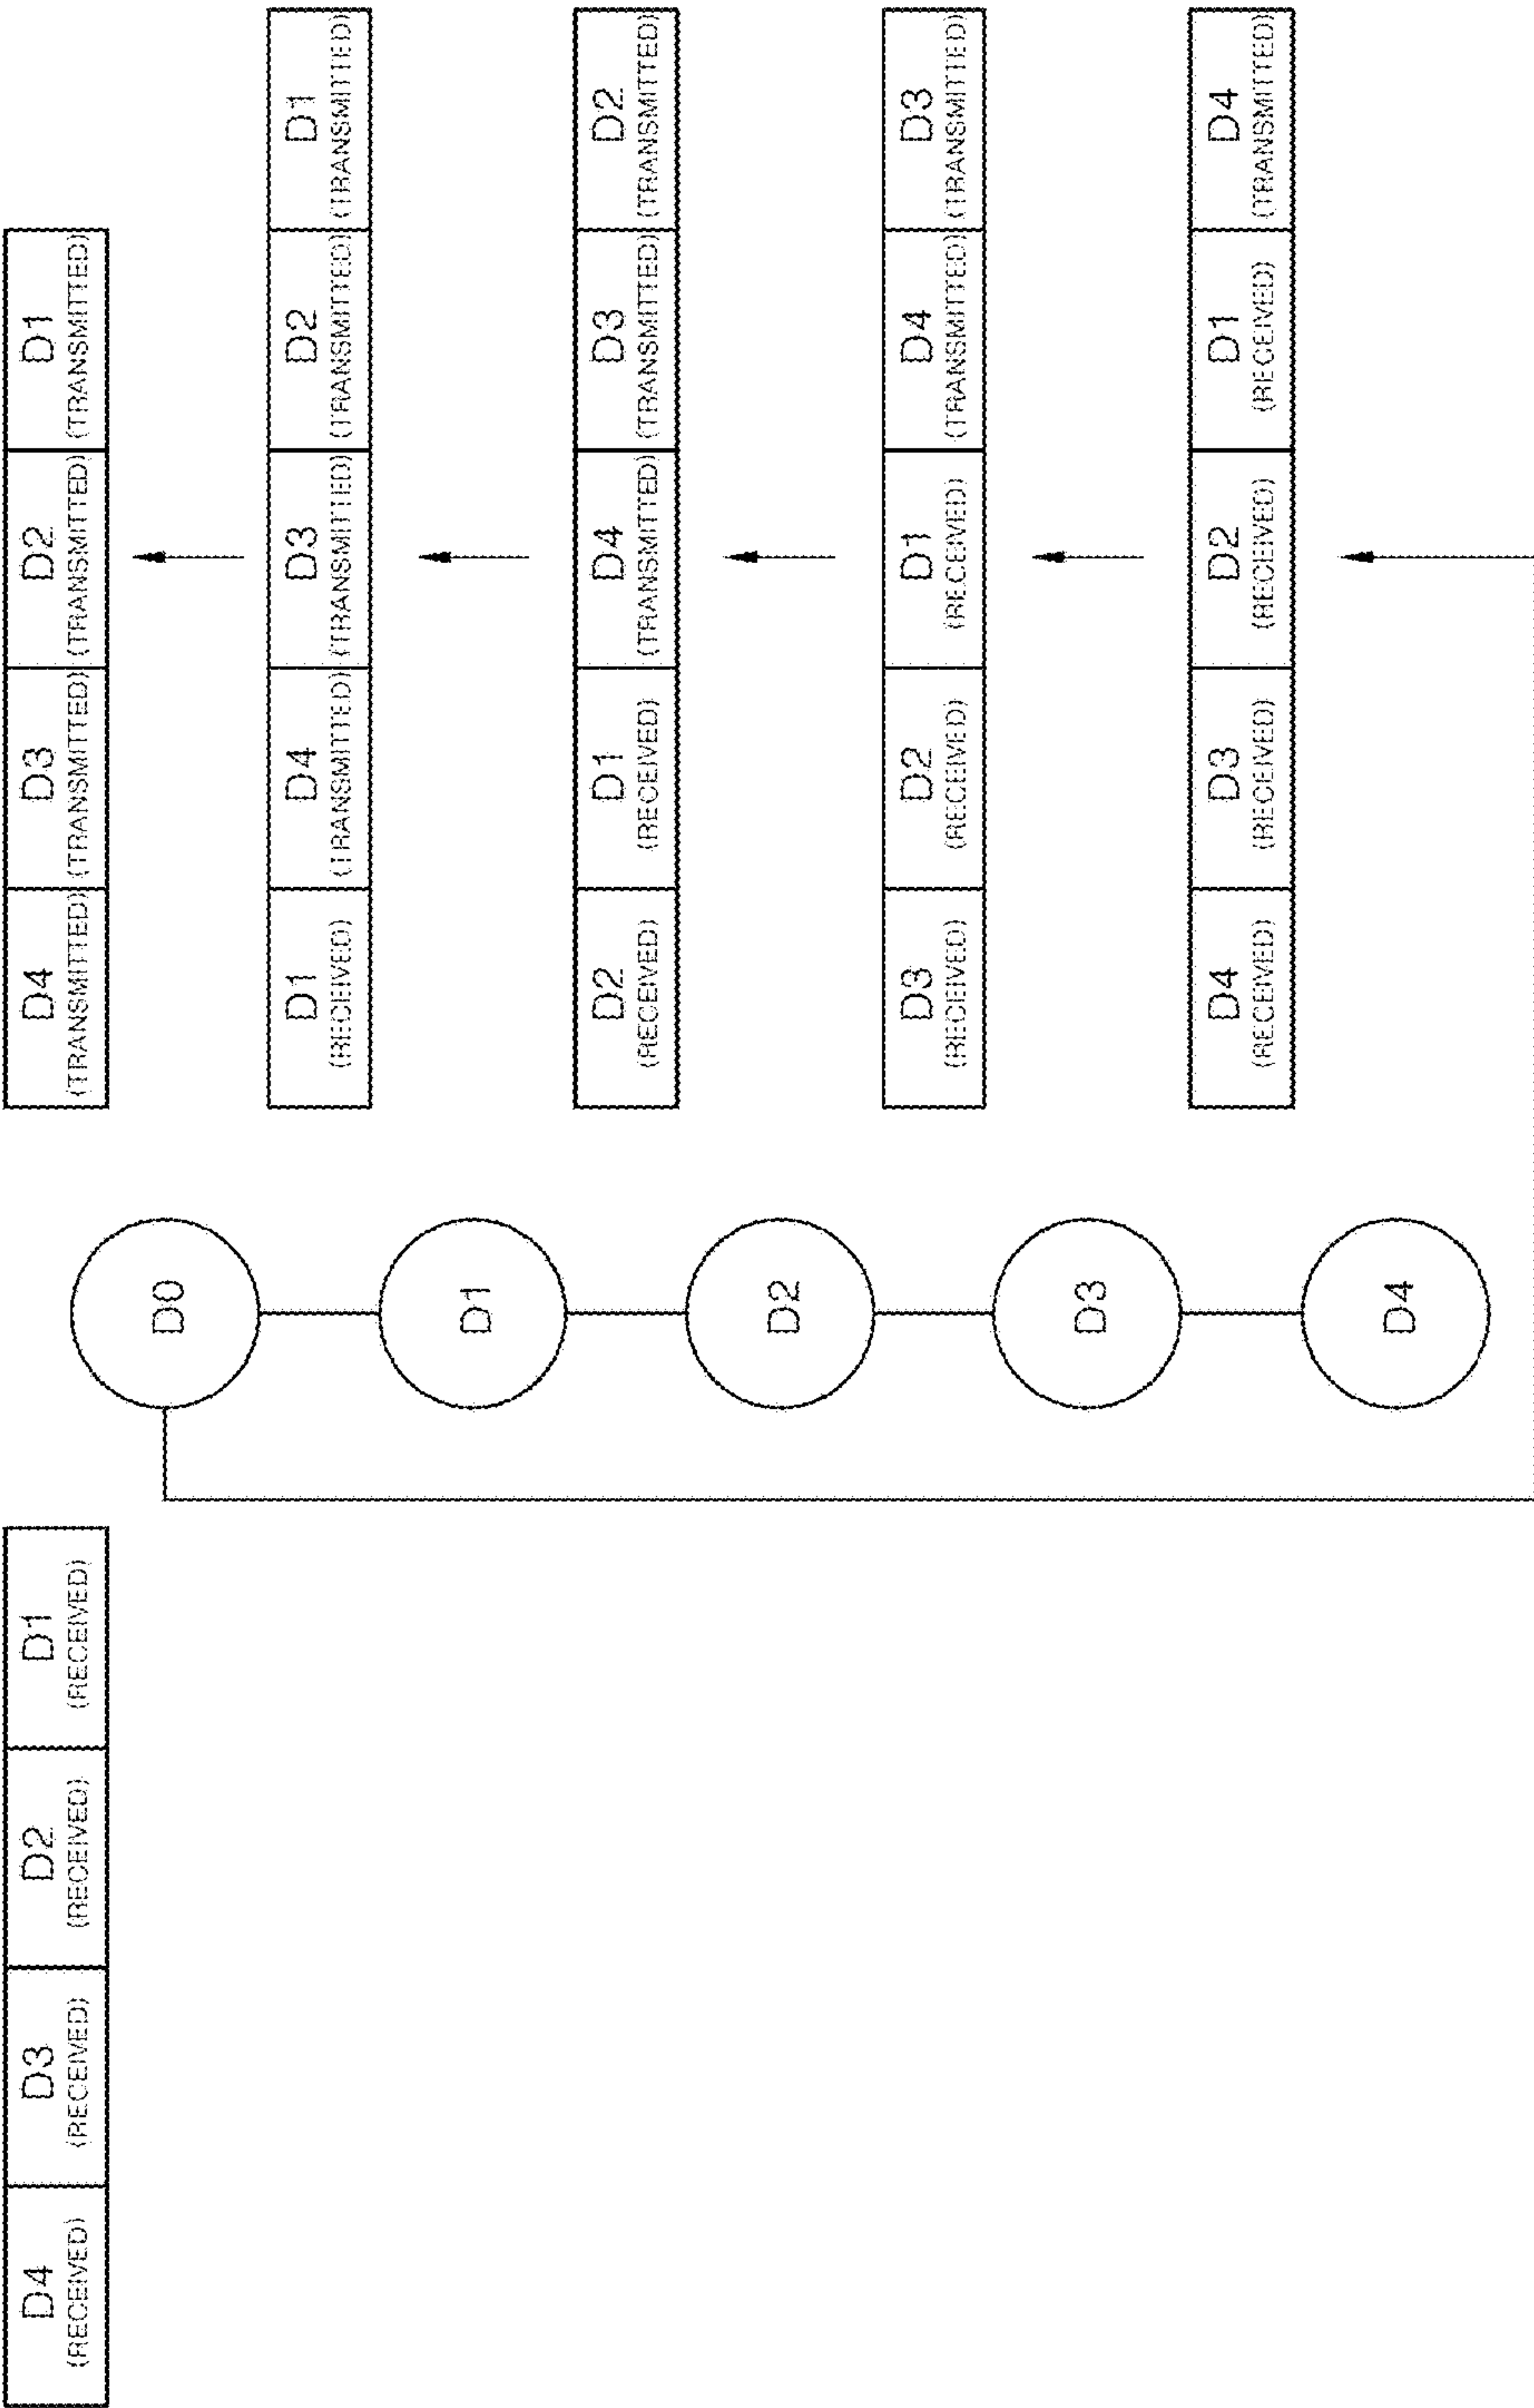 D4 D3 D2 D1 D4 D3 D2 D1
(RECEIVED) (RECEIVED) (RECEIVED) (RECEIVED) (TRANSMITTED) (TRANSMITTED) (TRANSMITTED) (TRANSMITTED)
D0
D1 D4 D3 D2 D1
(RECEIVED) (TRANSMITTED) (TRANSMITTED) (TRANSMITTED) (TRANSMITTED)
D1
D2 D1 D4 D3 D2
(RECEIVED) (RECEIVED) (TRANSMITTED) (TRANSMITTED) (TRANSMITTED)
D2
D3 D2 D1 D4 D3
(RECEIVED) (RECEIVED) (RECEIVED) (TRANSMITTED) (TRANSMITTED)
D3
D4 D3 D2 D1 D4
(RECEIVED) (RECEIVED) (RECEIVED) (RECEIVED) (TRANSMITTED)
D4